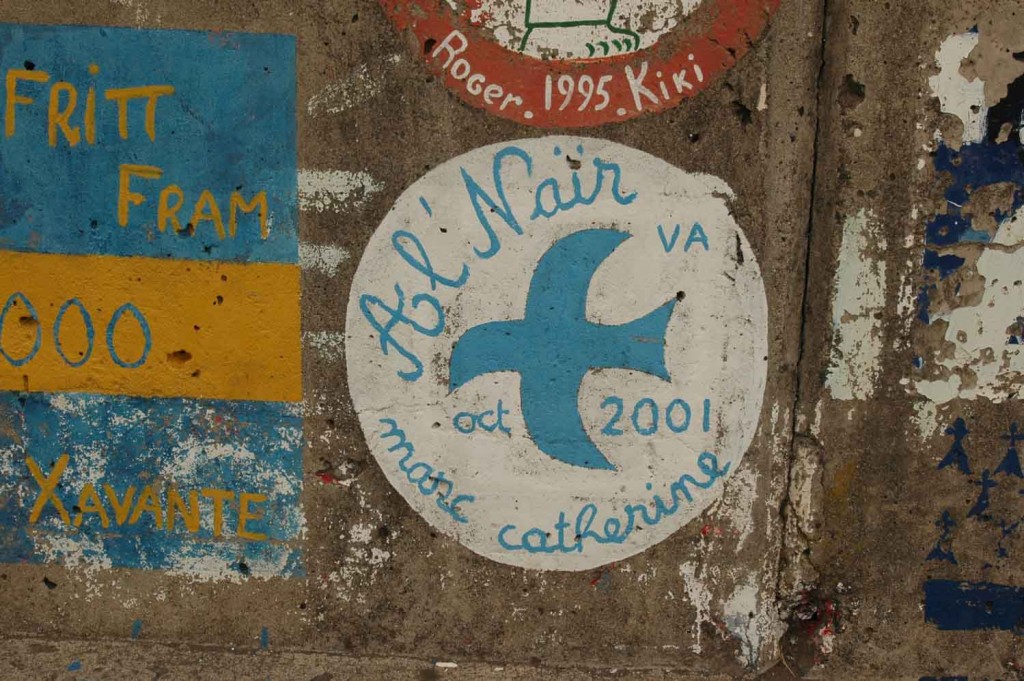 FRITT
FRAM
000
XAVANTE
Roger. 1995. Kiki
Al'Naïr
VA
oct 2001
marc catherine